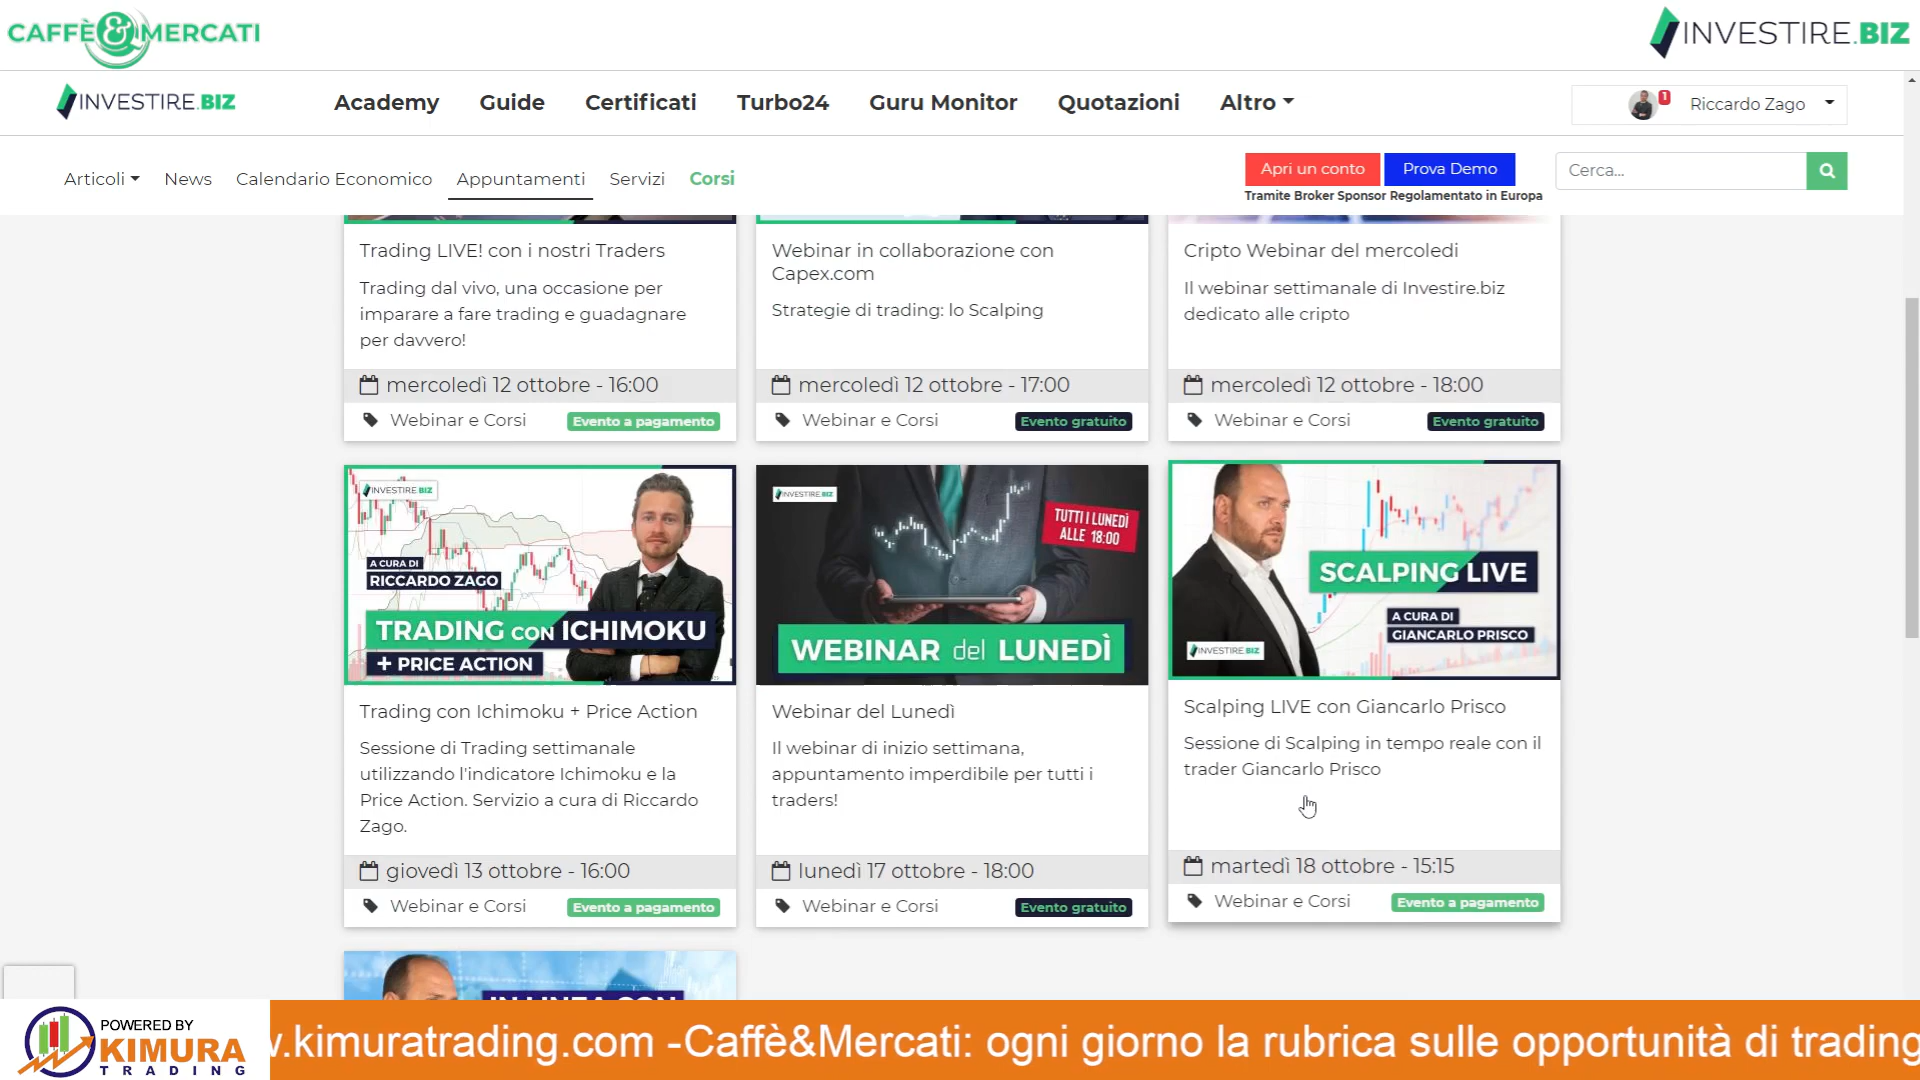 CAFFÈ&MERCATI
INVESTIRE.BIZ
INVESTIRE.BIZ
Academy
Guide
Certificati
Turbo24
Guru Monitor
Quotazioni
Altro
1
Riccardo Zago
Articoli
News
Calendario Economico
Appuntamenti
Servizi
Corsi
Apri un conto
Prova Demo
Tramite Broker Sponsor Regolamentato in Europa
Cerca...
Trading LIVE! con i nostri Traders
Trading dal vivo, una occasione per
imparare a fare trading e guadagnare
per davvero!
mercoledì 12 ottobre - 16:00
Webinar e Corsi
Evento a pagamento
Webinar in collaborazione con
Capex.com
Strategie di trading: lo Scalping
mercoledì 12 ottobre - 17:00
Webinar e Corsi
Evento gratuito
Cripto Webinar del mercoledi
Il webinar settimanale di Investire.biz
dedicato alle cripto
mercoledì 12 ottobre - 18:00
Webinar e Corsi
Evento gratuito
INVESTIRE.BIZ
A CURA DI
RICCARDO ZAGO
TRADING CON ICHIMOKU
+ PRICE ACTION
Trading con Ichimoku + Price Action
Sessione di Trading settimanale
utilizzando l'indicatore Ichimoku e la
Price Action. Servizio a cura di Riccardo
Zago.
giovedì 13 ottobre - 16:00
Webinar e Corsi
Evento a pagamento
INVESTIRE.BIZ
TUTTI I LUNEDÌ
ALLE 18:00
WEBINAR del LUNEDÌ
Webinar del Lunedì
Il webinar di inizio settimana,
appuntamento imperdibile per tutti i
traders!
lunedì 17 ottobre - 18:00
Webinar e Corsi
Evento gratuito
SCALPING LIVE
A CURA DI
GIANCARLO PRISCO
INVESTIRE.BIZ
Scalping LIVE con Giancarlo Prisco
Sessione di Scalping in tempo reale con il
trader Giancarlo Prisco
martedì 18 ottobre - 15:15
Webinar e Corsi
Evento a pagamento
IN LINEA CON
POWERED BY
KIMURA
TRADING
w.kimuratrading.com -Caffè&Mercati: ogni giorno la rubrica sulle opportunità di trading